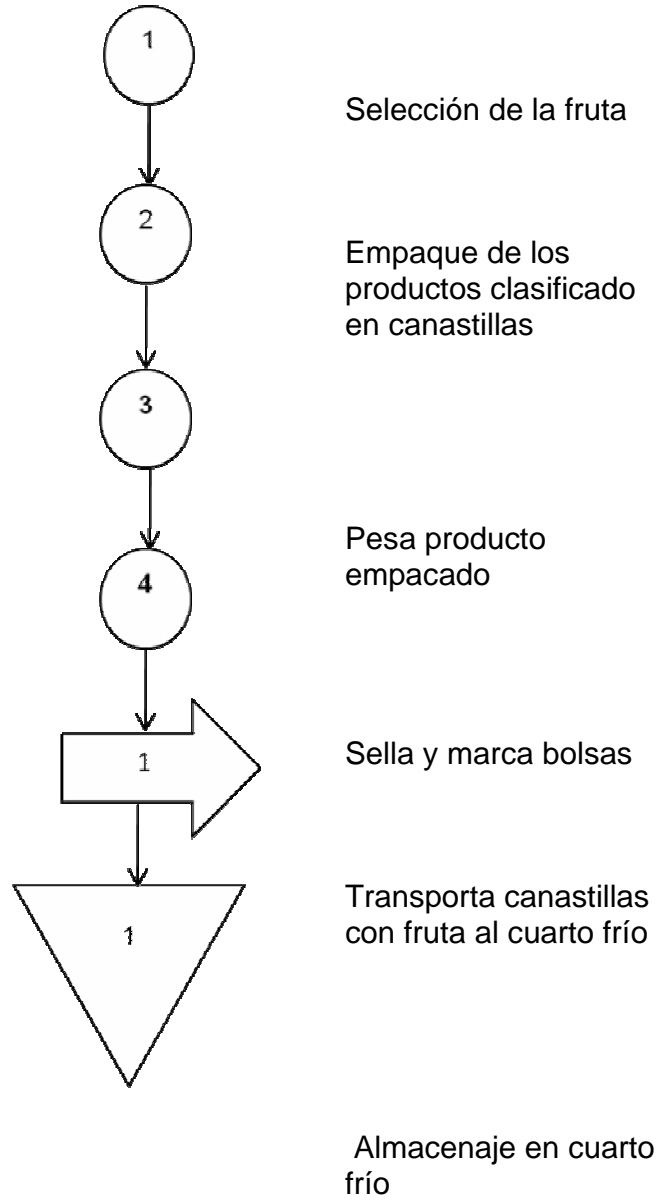 1
Selección de la fruta
2
Empaque de los
productos clasificado
en canastillas
3
Pesa producto
empacado
4
1
Sella y marca bolsas
Transporta canastillas
con fruta al cuarto frío
1
Almacenaje en cuarto
frío